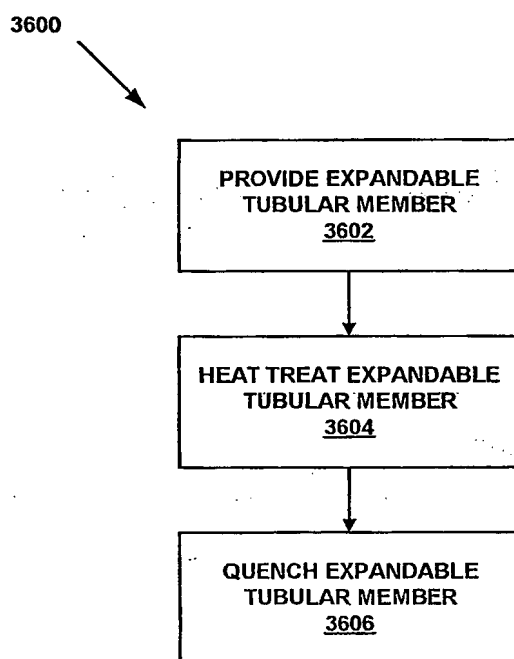 3600
PROVIDE EXPANDABLE
TUBULAR MEMBER
3602
HEAT TREAT EXPANDABLE
TUBULAR MEMBER
3604
QUENCH EXPANDABLE
TUBULAR MEMBER
3606